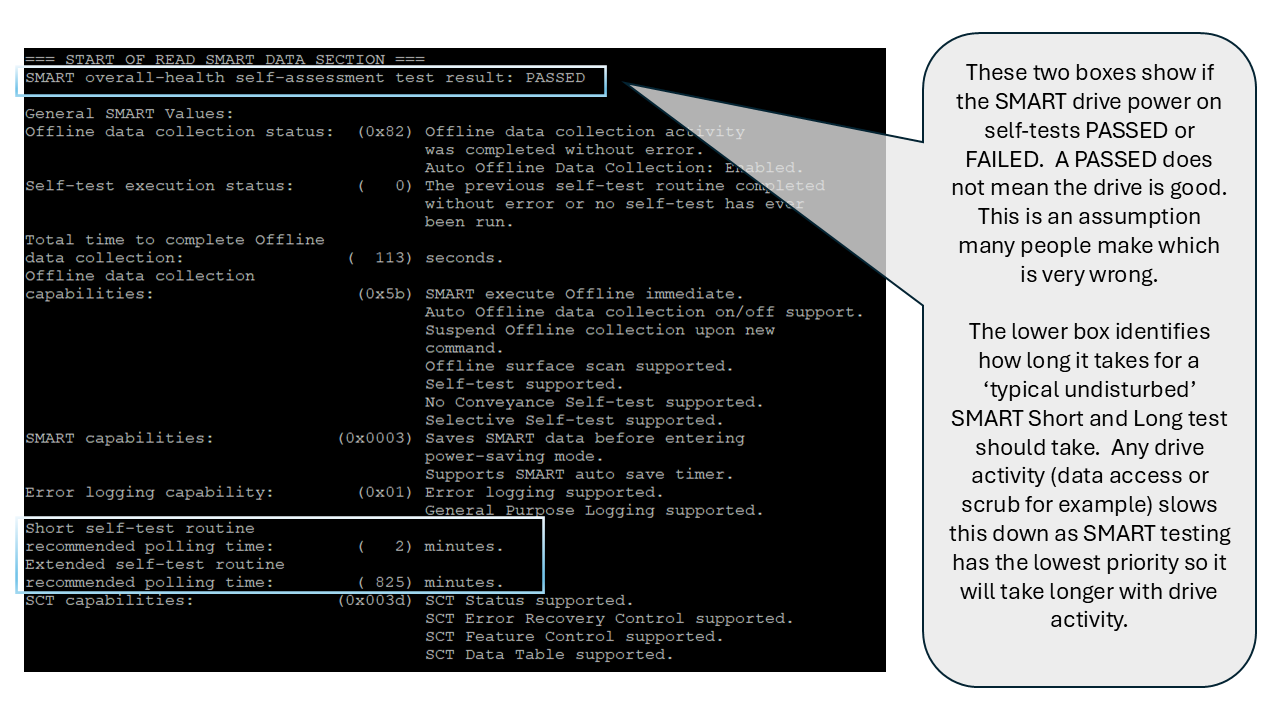 === START OF READ SMART DATA SECTION ===
SMART overall-health self-assessment test result: PASSED
General SMART Values:
Offline data collection status:  (0x82) Offline data collection activity
was completed without error.
Auto Offline Data Collection: Enabled.
Self-test execution status:      (   0) The previous self-test routine completed
without error or no self-test has ever
been run.
Total time to complete Offline
data collection:                (  113) seconds.
Offline data collection
capabilities:                    (0x5b) SMART execute Offline immediate.
Auto Offline data collection on/off support.
Suspend Offline collection upon new
command.
Offline surface scan supported.
Self-test supported.
No Conveyance Self-test supported.
Selective Self-test supported.
SMART capabilities:            (0x0003) Saves SMART data before entering
power-saving mode.
Supports SMART auto save timer.
Error logging capability:        (0x01) Error logging supported.
General Purpose Logging supported.
Short self-test routine
recommended polling time:        (   2) minutes.
Extended self-test routine
recommended polling time:        ( 825) minutes.
SCT capabilities:              (0x003d) SCT Status supported.
SCT Error Recovery Control supported.
SCT Feature Control supported.
SCT Data Table supported.
These two boxes show if
the SMART drive power on
self-tests PASSED or
FAILED.  A PASSED does
not mean the drive is good.
This is an assumption
many people make which
is very wrong.
The lower box identifies
how long it takes for a
‘typical undisturbed’
SMART Short and Long test
should take.  Any drive
activity (data access or
scrub for example) slows
this down as SMART testing
has the lowest priority so it
will take longer with drive
activity.